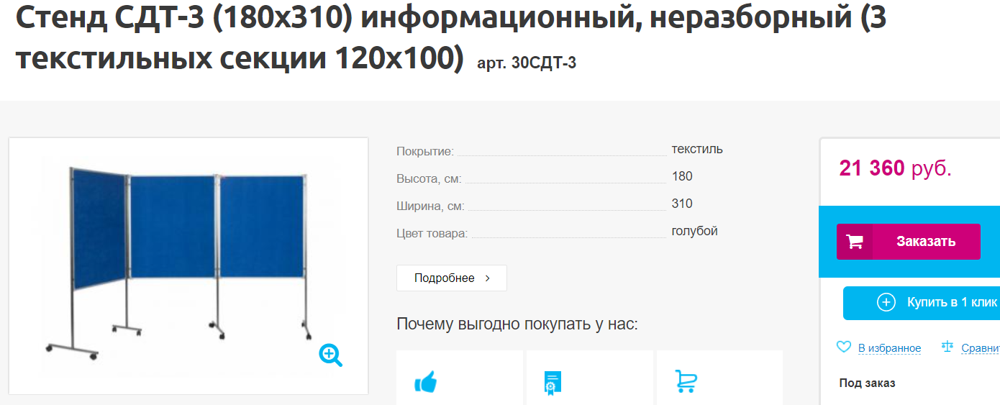 Стенд СДТ-3 (180х310) информационный, неразборный (3
текстильных секции 120х100) арт. 30СДТ-3
Покрытие: текстиль
Высота, см: 180
Ширина, см: 310
Цвет товара: голубой
Подробнее
Почему выгодно покупать у нас:
21 360 руб.
Заказать
Купить в 1 клик
В избранное
Сравнит
Под заказ